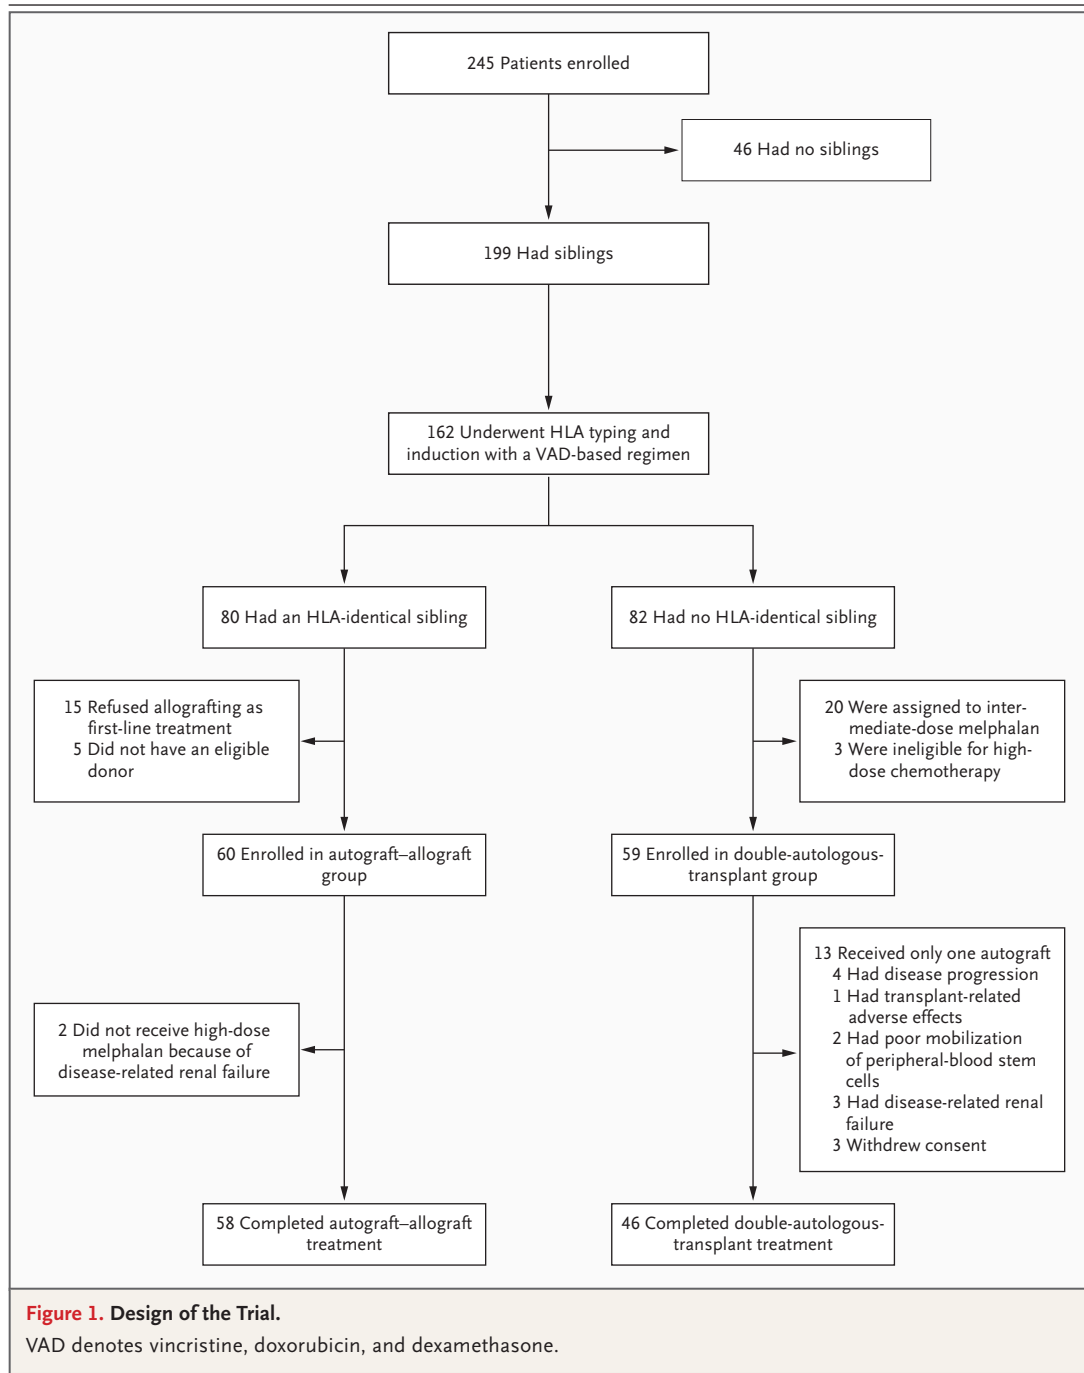 245 Patients enrolled
46 Had no siblings
199 Had siblings
162 Underwent HLA typing and
induction with a VAD-based regimen
80 Had an HLA-identical sibling
82 Had no HLA-identical sibling
15 Refused allografting as
first-line treatment
5 Did not have an eligible
donor
20 Were assigned to inter-
mediate-dose melphalan
3 Were ineligible for high-
dose chemotherapy
60 Enrolled in autograft–allograft
group
59 Enrolled in double-autologous-
transplant group
2 Did not receive high-dose
melphalan because of
disease-related renal failure
13 Received only one autograft
4 Had disease progression
1 Had transplant-related
adverse effects
2 Had poor mobilization
of peripheral-blood stem
cells
3 Had disease-related renal
failure
3 Withdrew consent
58 Completed autograft–allograft
treatment
46 Completed double-autologous-
transplant treatment
Figure 1. Design of the Trial.
VAD denotes vincristine, doxorubicin, and dexamethasone.